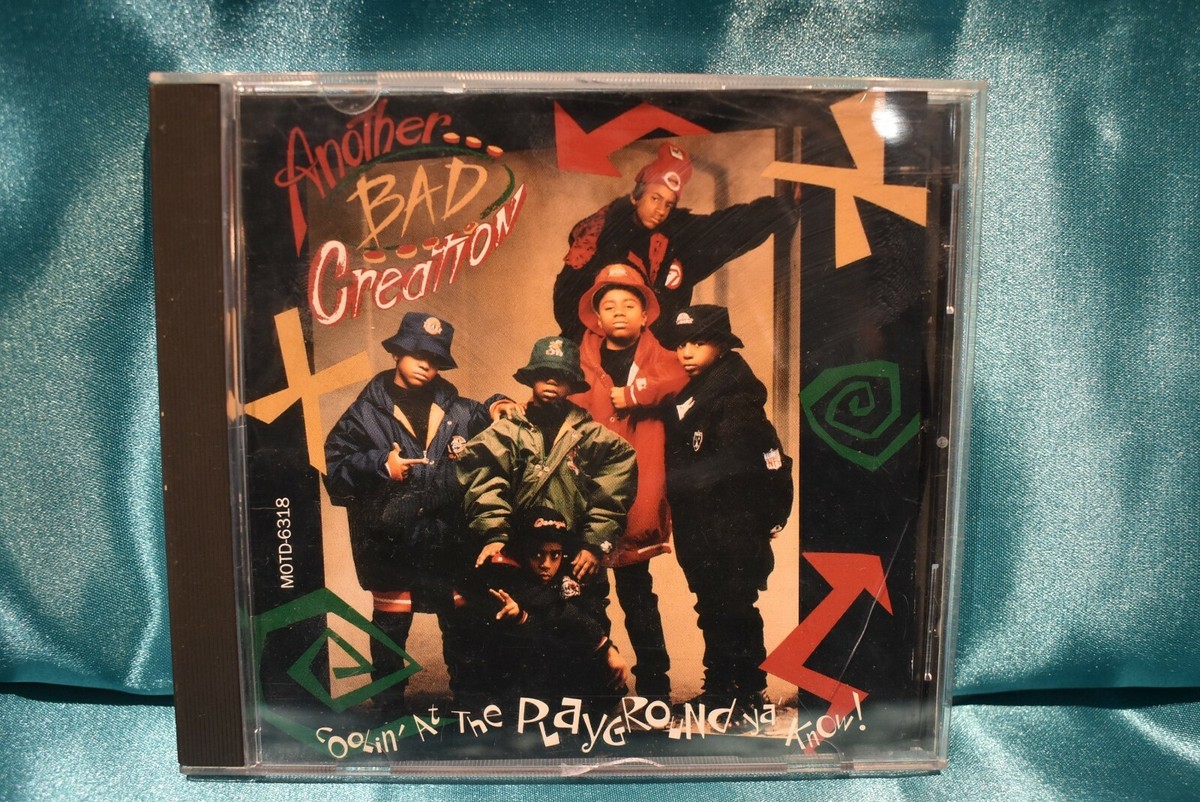 Another...
BAD
Creation
MOTD-6318
Coolin' At The Playground ya' Know!